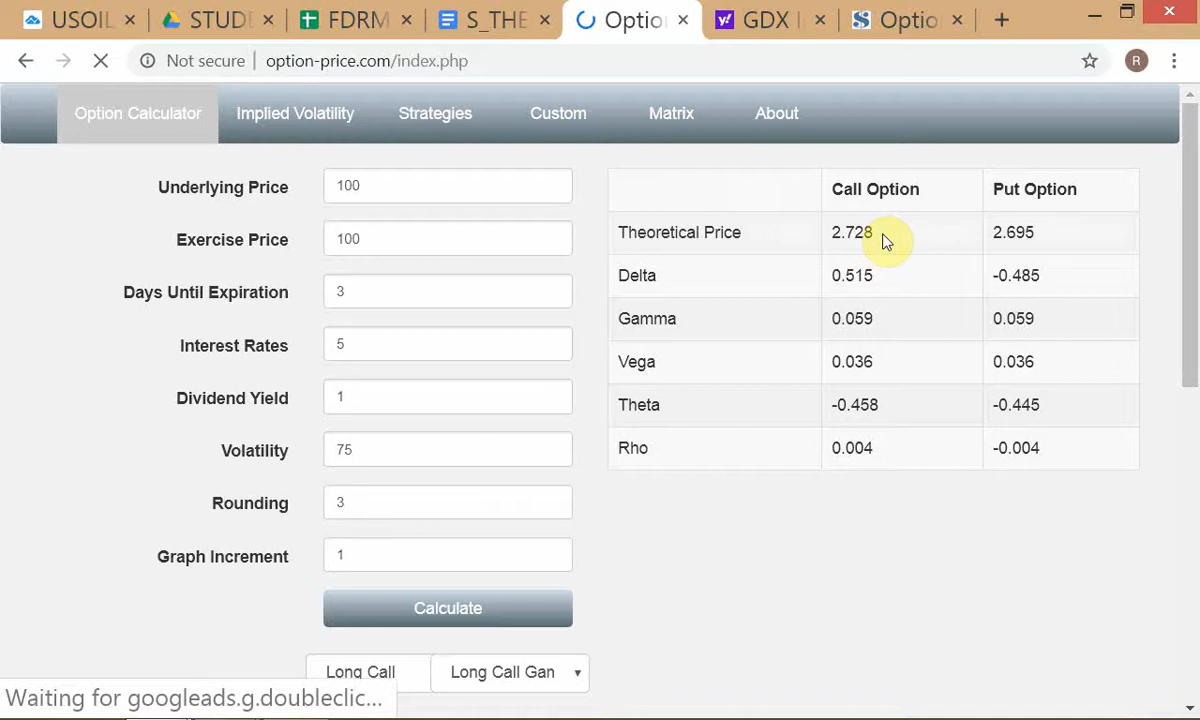 USOIL
STUD
FDRM
S_THE
Optio
GDX I
Optio
Not secure | option-price.com/index.php
R
Option Calculator
Implied Volatility
Strategies
Custom
Matrix
About
Underlying Price 100
Exercise Price 100
Days Until Expiration 3
Interest Rates 5
Dividend Yield 1
Volatility 75
Rounding 3
Graph Increment 1
Calculate
Long Call
Long Call Gan
Call Option Put Option
Theoretical Price 2.728 2.695
Delta 0.515 -0.485
Gamma 0.059 0.059
Vega 0.036 0.036
Theta -0.458 -0.445
Rho 0.004 -0.004
Waiting for googleads.g.doubleclic...